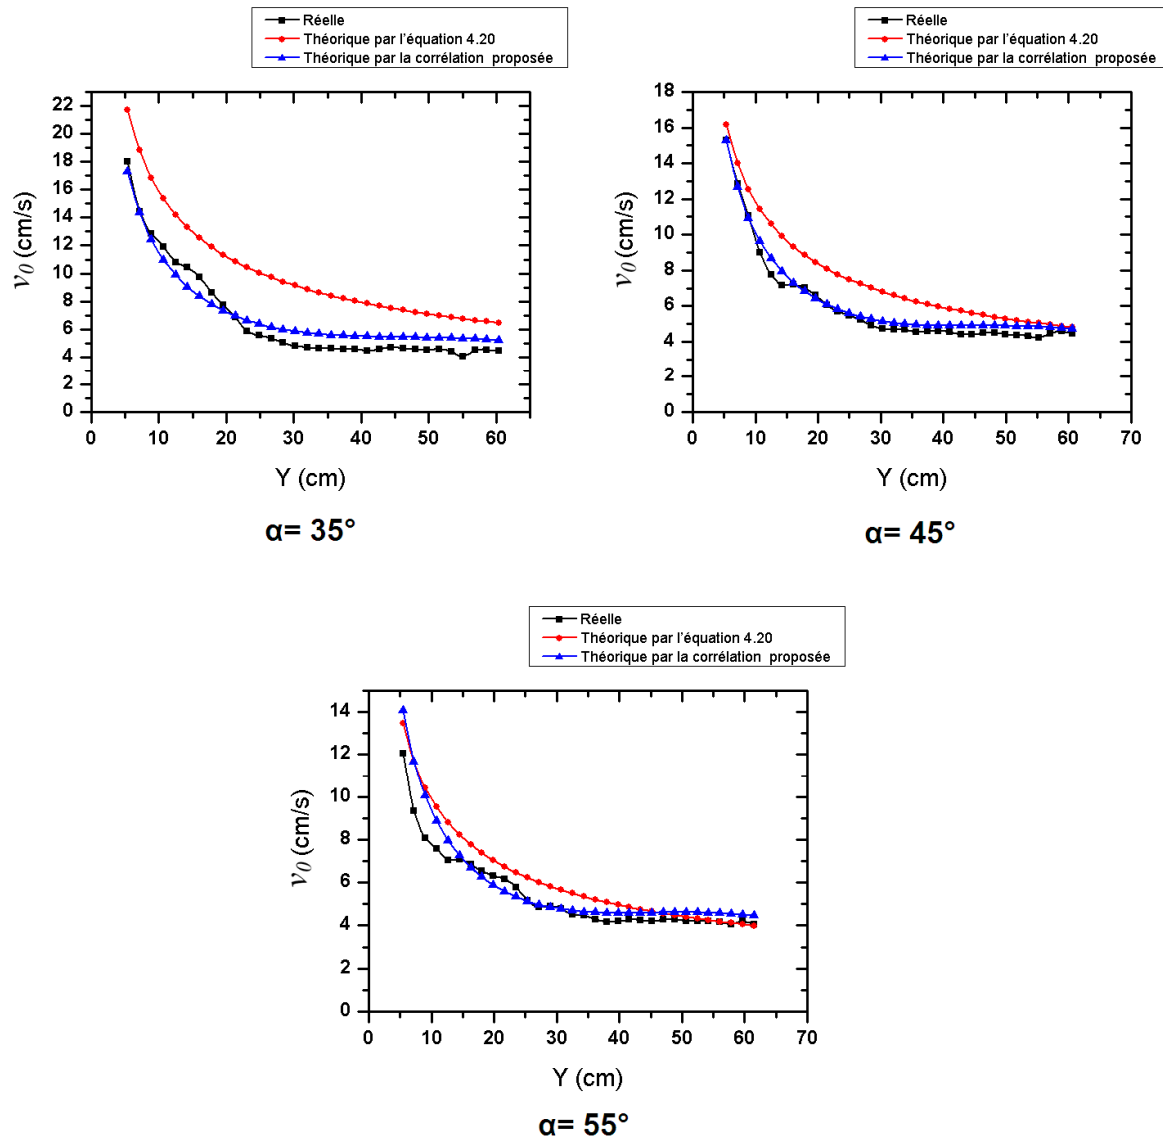 Réelle
Théorique par l'équation 4.20
Théorique par la corrélation proposée
22
20
18
16
14
12
10
8
6
4
2
0
v0 (cm/s)
0 10 20 30 40 50 60
Y (cm)
α= 35°
Réelle
Théorique par l'équation 4.20
Théorique par la corrélation proposée
18
16
14
12
10
8
6
4
2
0
v0 (cm/s)
0 10 20 30 40 50 60 70
Y (cm)
α= 45°
Réelle
Théorique par l'équation 4.20
Théorique par la corrélation proposée
14
12
10
8
6
4
2
0
v0 (cm/s)
0 10 20 30 40 50 60 70
Y (cm)
α= 55°